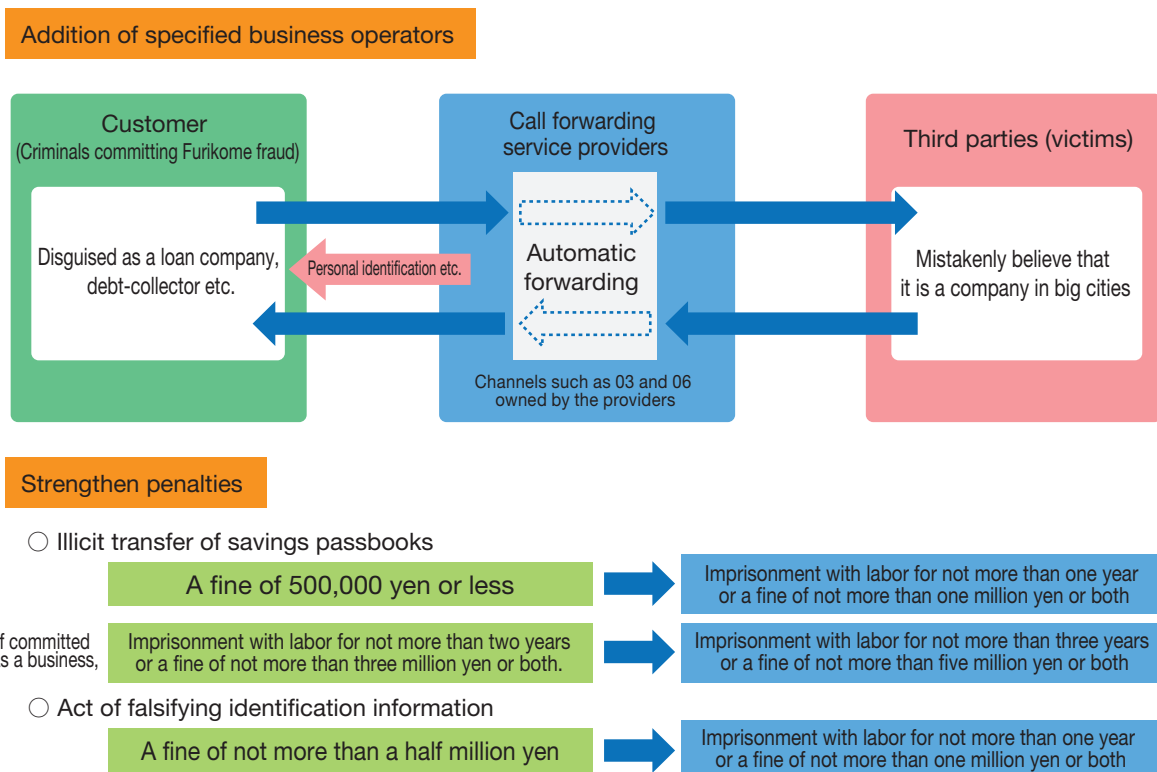 Addition of specified business operators
Customer
(Criminals committing Furikome fraud)
Disguised as a loan company,
debt-collector etc.
Personal identification etc.
Call forwarding
service providers
Automatic
forwarding
Channels such as 03 and 06
owned by the providers
Third parties (victims)
Mistakenly believe that
it is a company in big cities
Strengthen penalties
○ Illicit transfer of savings passbooks
A fine of 500,000 yen or less
Imprisonment with labor for not more than one year
or a fine of not more than one million yen or both
f committed
s a business,
Imprisonment with labor for not more than two years
or a fine of not more than three million yen or both.
Imprisonment with labor for not more than three years
or a fine of not more than five million yen or both
○ Act of falsifying identification information
A fine of not more than a half million yen
Imprisonment with labor for not more than one year
or a fine of not more than one million yen or both